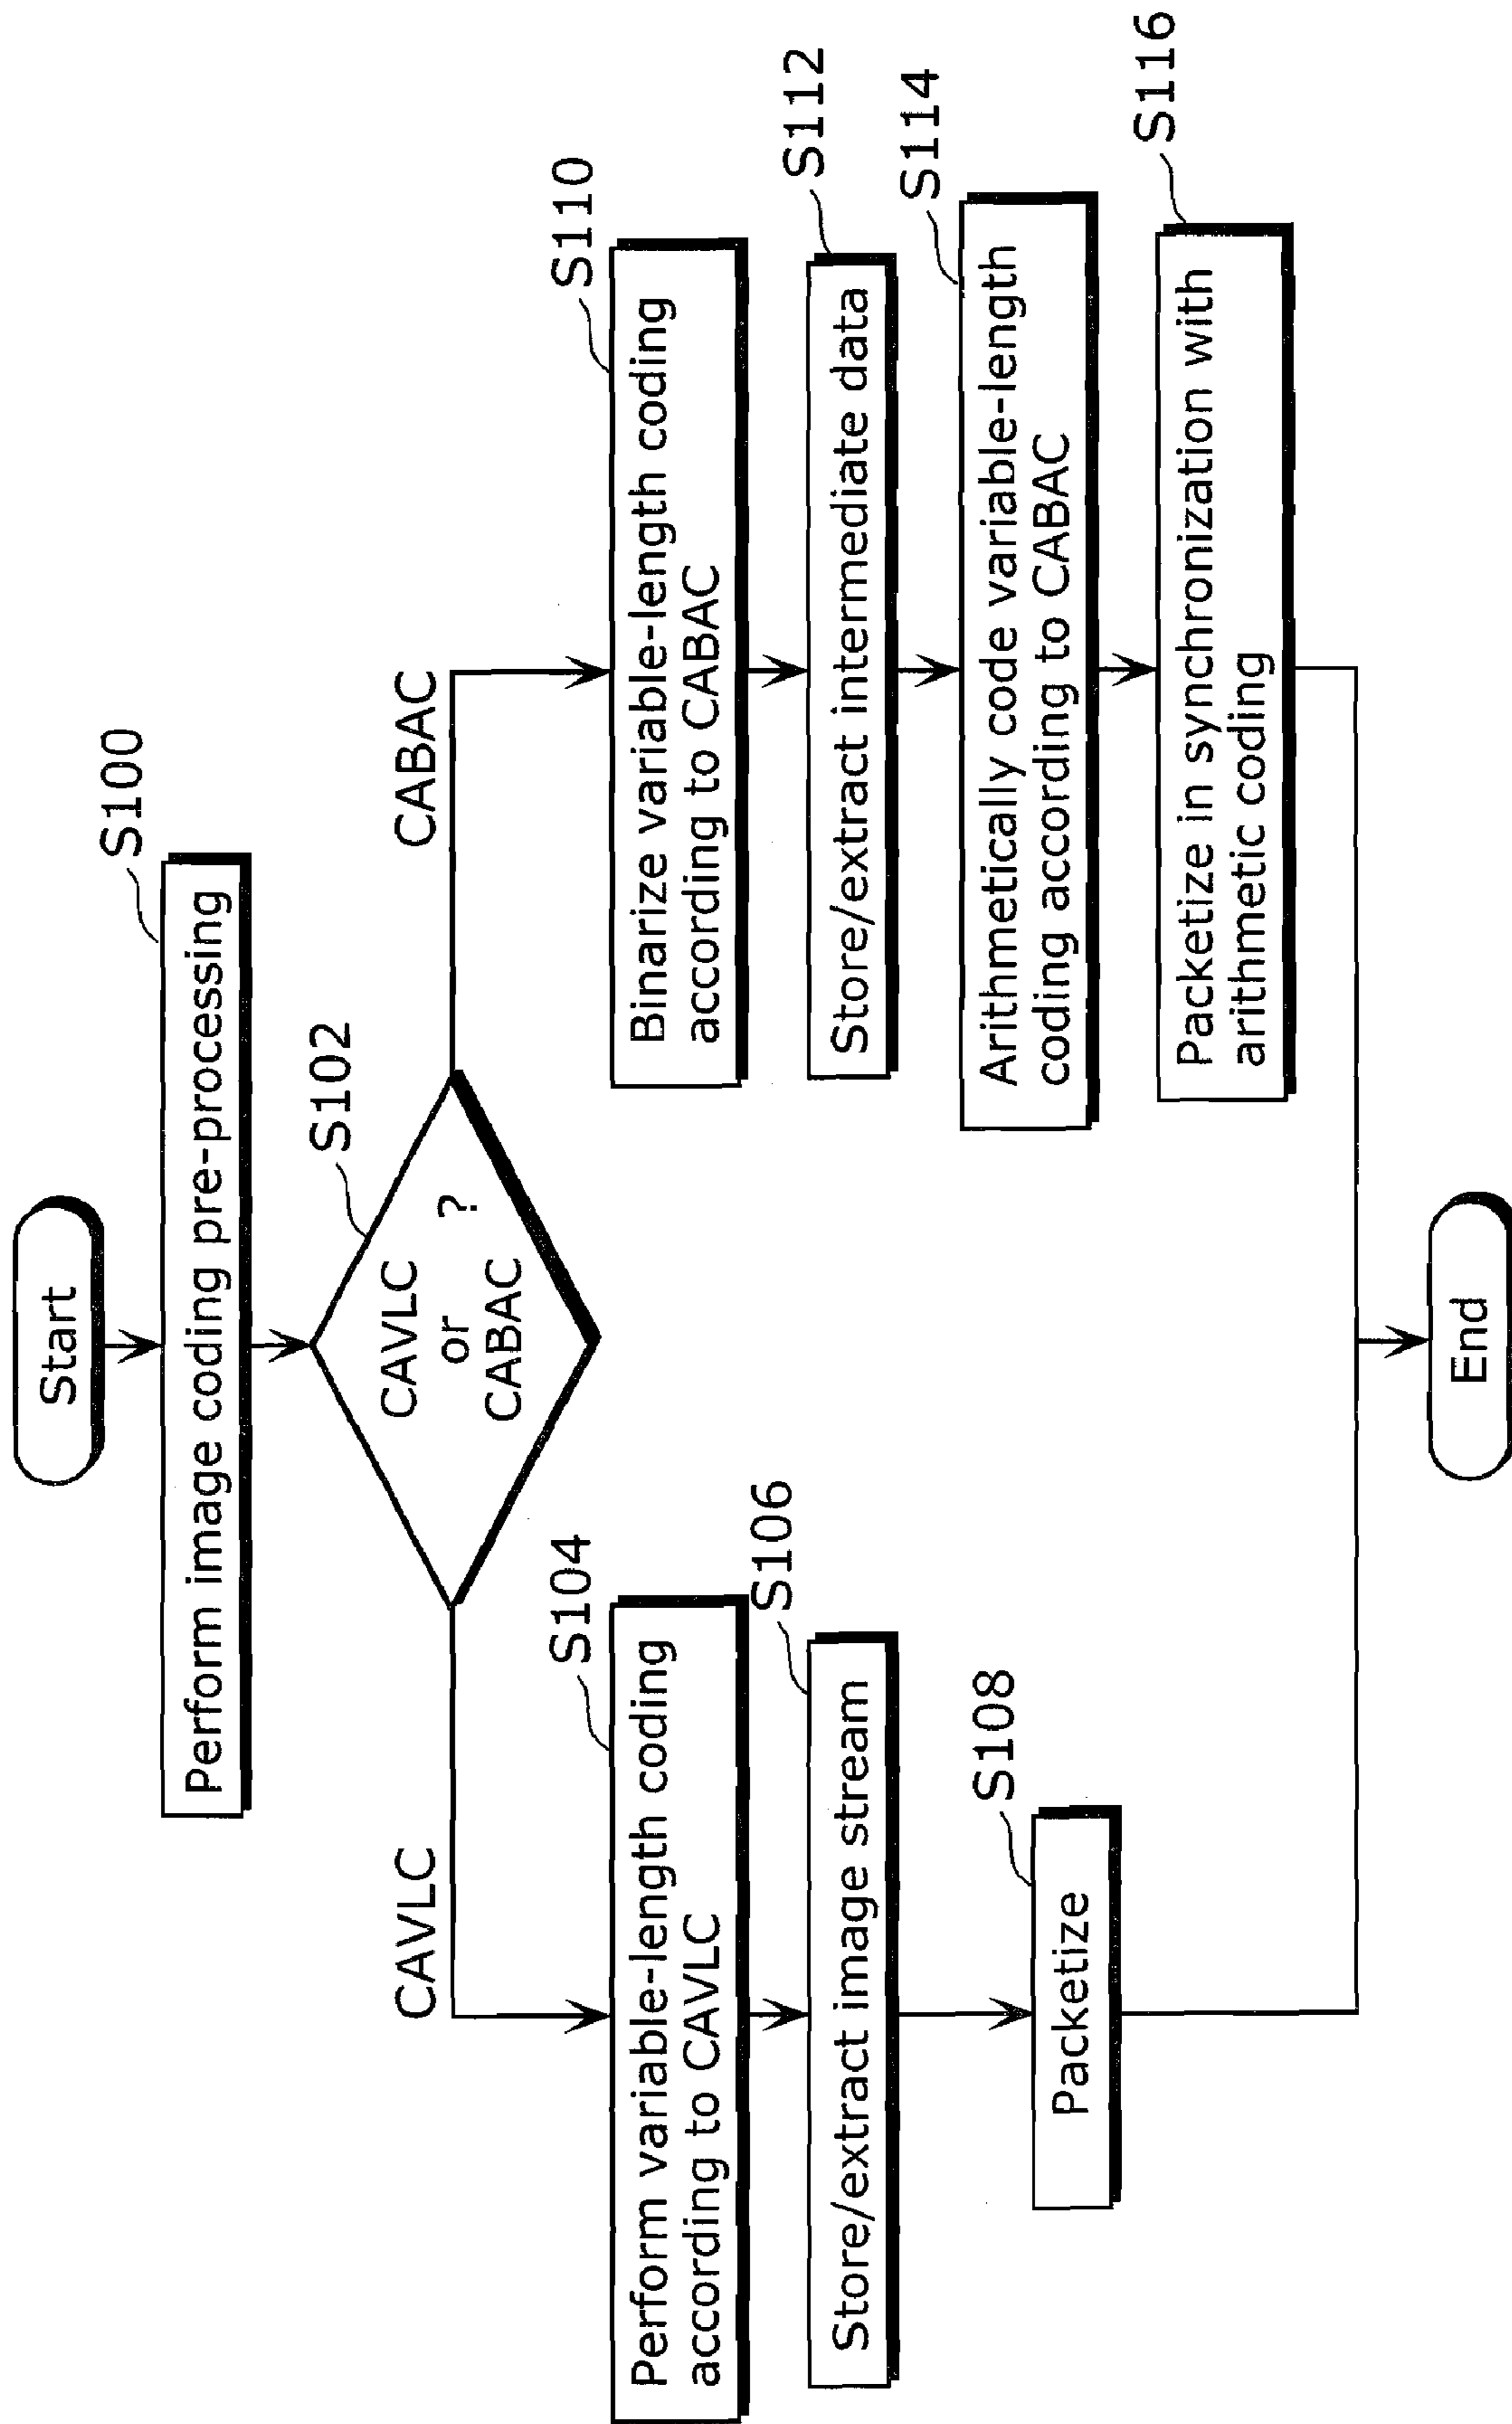 Start
S100
Perform image coding pre-processing
S102
CAVLC
or
CABAC
?
CAVLC
CABAC
S104
Perform variable-length coding
according to CAVLC
S106
Store/extract image stream
S108
Packetize
S110
Binarize variable-length coding
according to CABAC
S112
Store/extract intermediate data
S114
Arithmetically code variable-length
coding according to CABAC
S116
Packetize in synchronization with
arithmetic coding
End